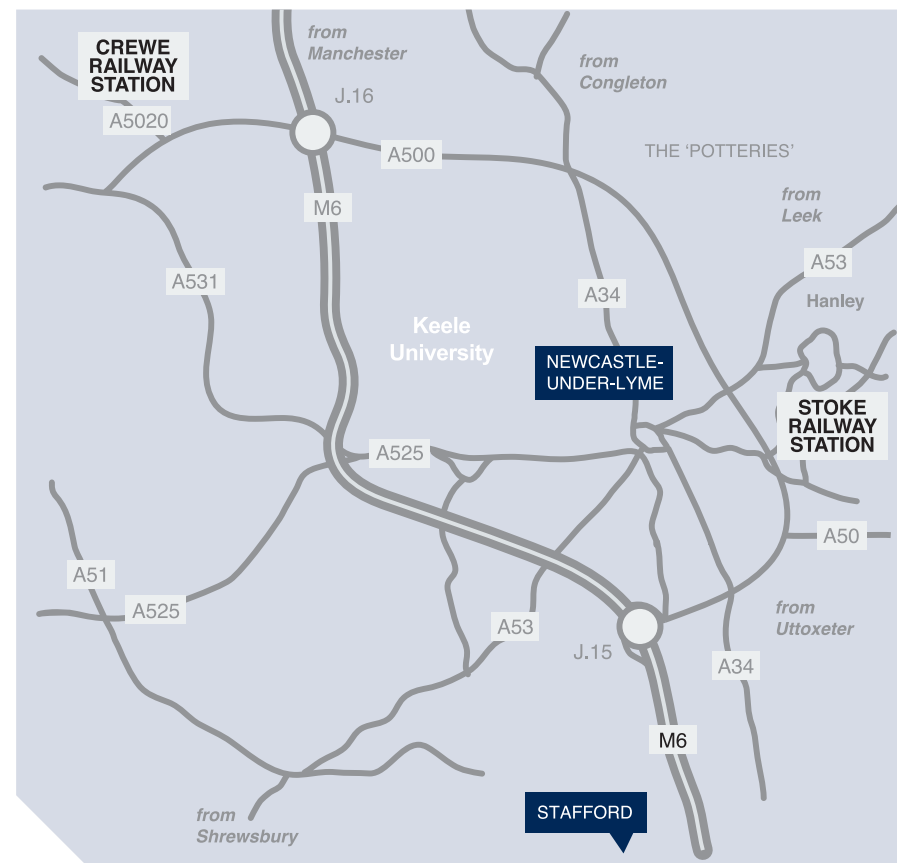 from
Manchester
CREWE
RAILWAY
STATION
from
Congleton
J.16
A5020
A500
THE ‘POTTERIES’
from
Leek
M6
A53
A531
A34
Hanley
Keele
University
NEWCASTLE-
UNDER-LYME
STOKE
RAILWAY
STATION
A525
A50
A51
A525
A53
from
Uttoxeter
J.15
A34
M6
STAFFORD
from
Shrewsbury